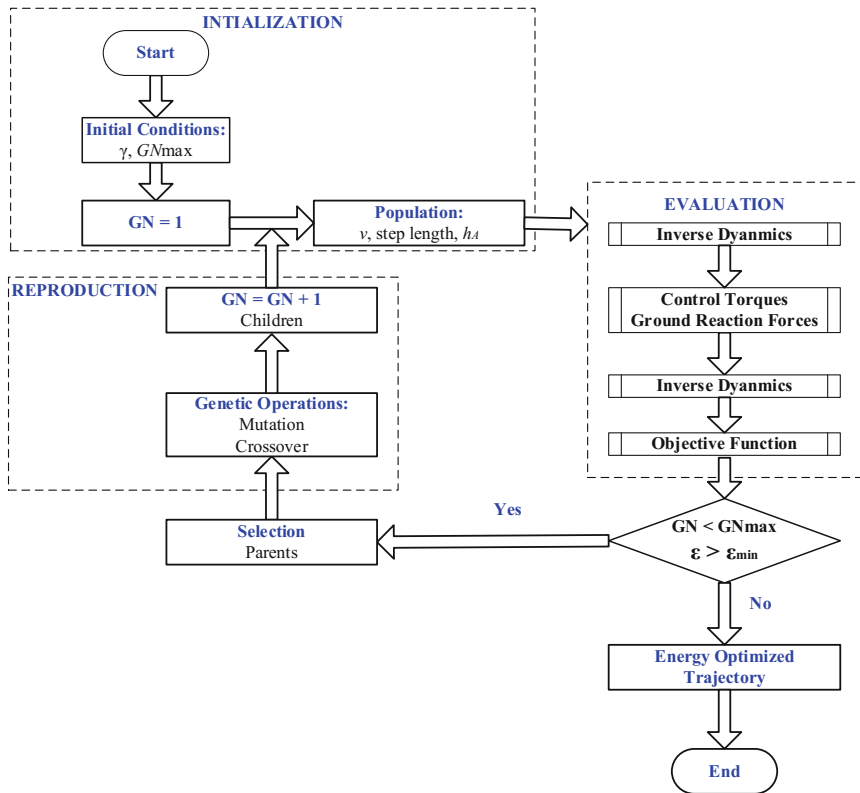 INTIALIZATION
Start
Initial Conditions:
γ, GNmax
GN = 1
Population:
v, step length, hA
EVALUATION
Inverse Dyanmics
Control Torques
Ground Reaction Forces
Inverse Dyanmics
Objective Function
REPRODUCTION
GN = GN + 1
Children
Genetic Operations:
Mutation
Crossover
Selection
Parents
Yes
GN < GNmax
ε > εmin
No
Energy Optimized
Trajectory
End